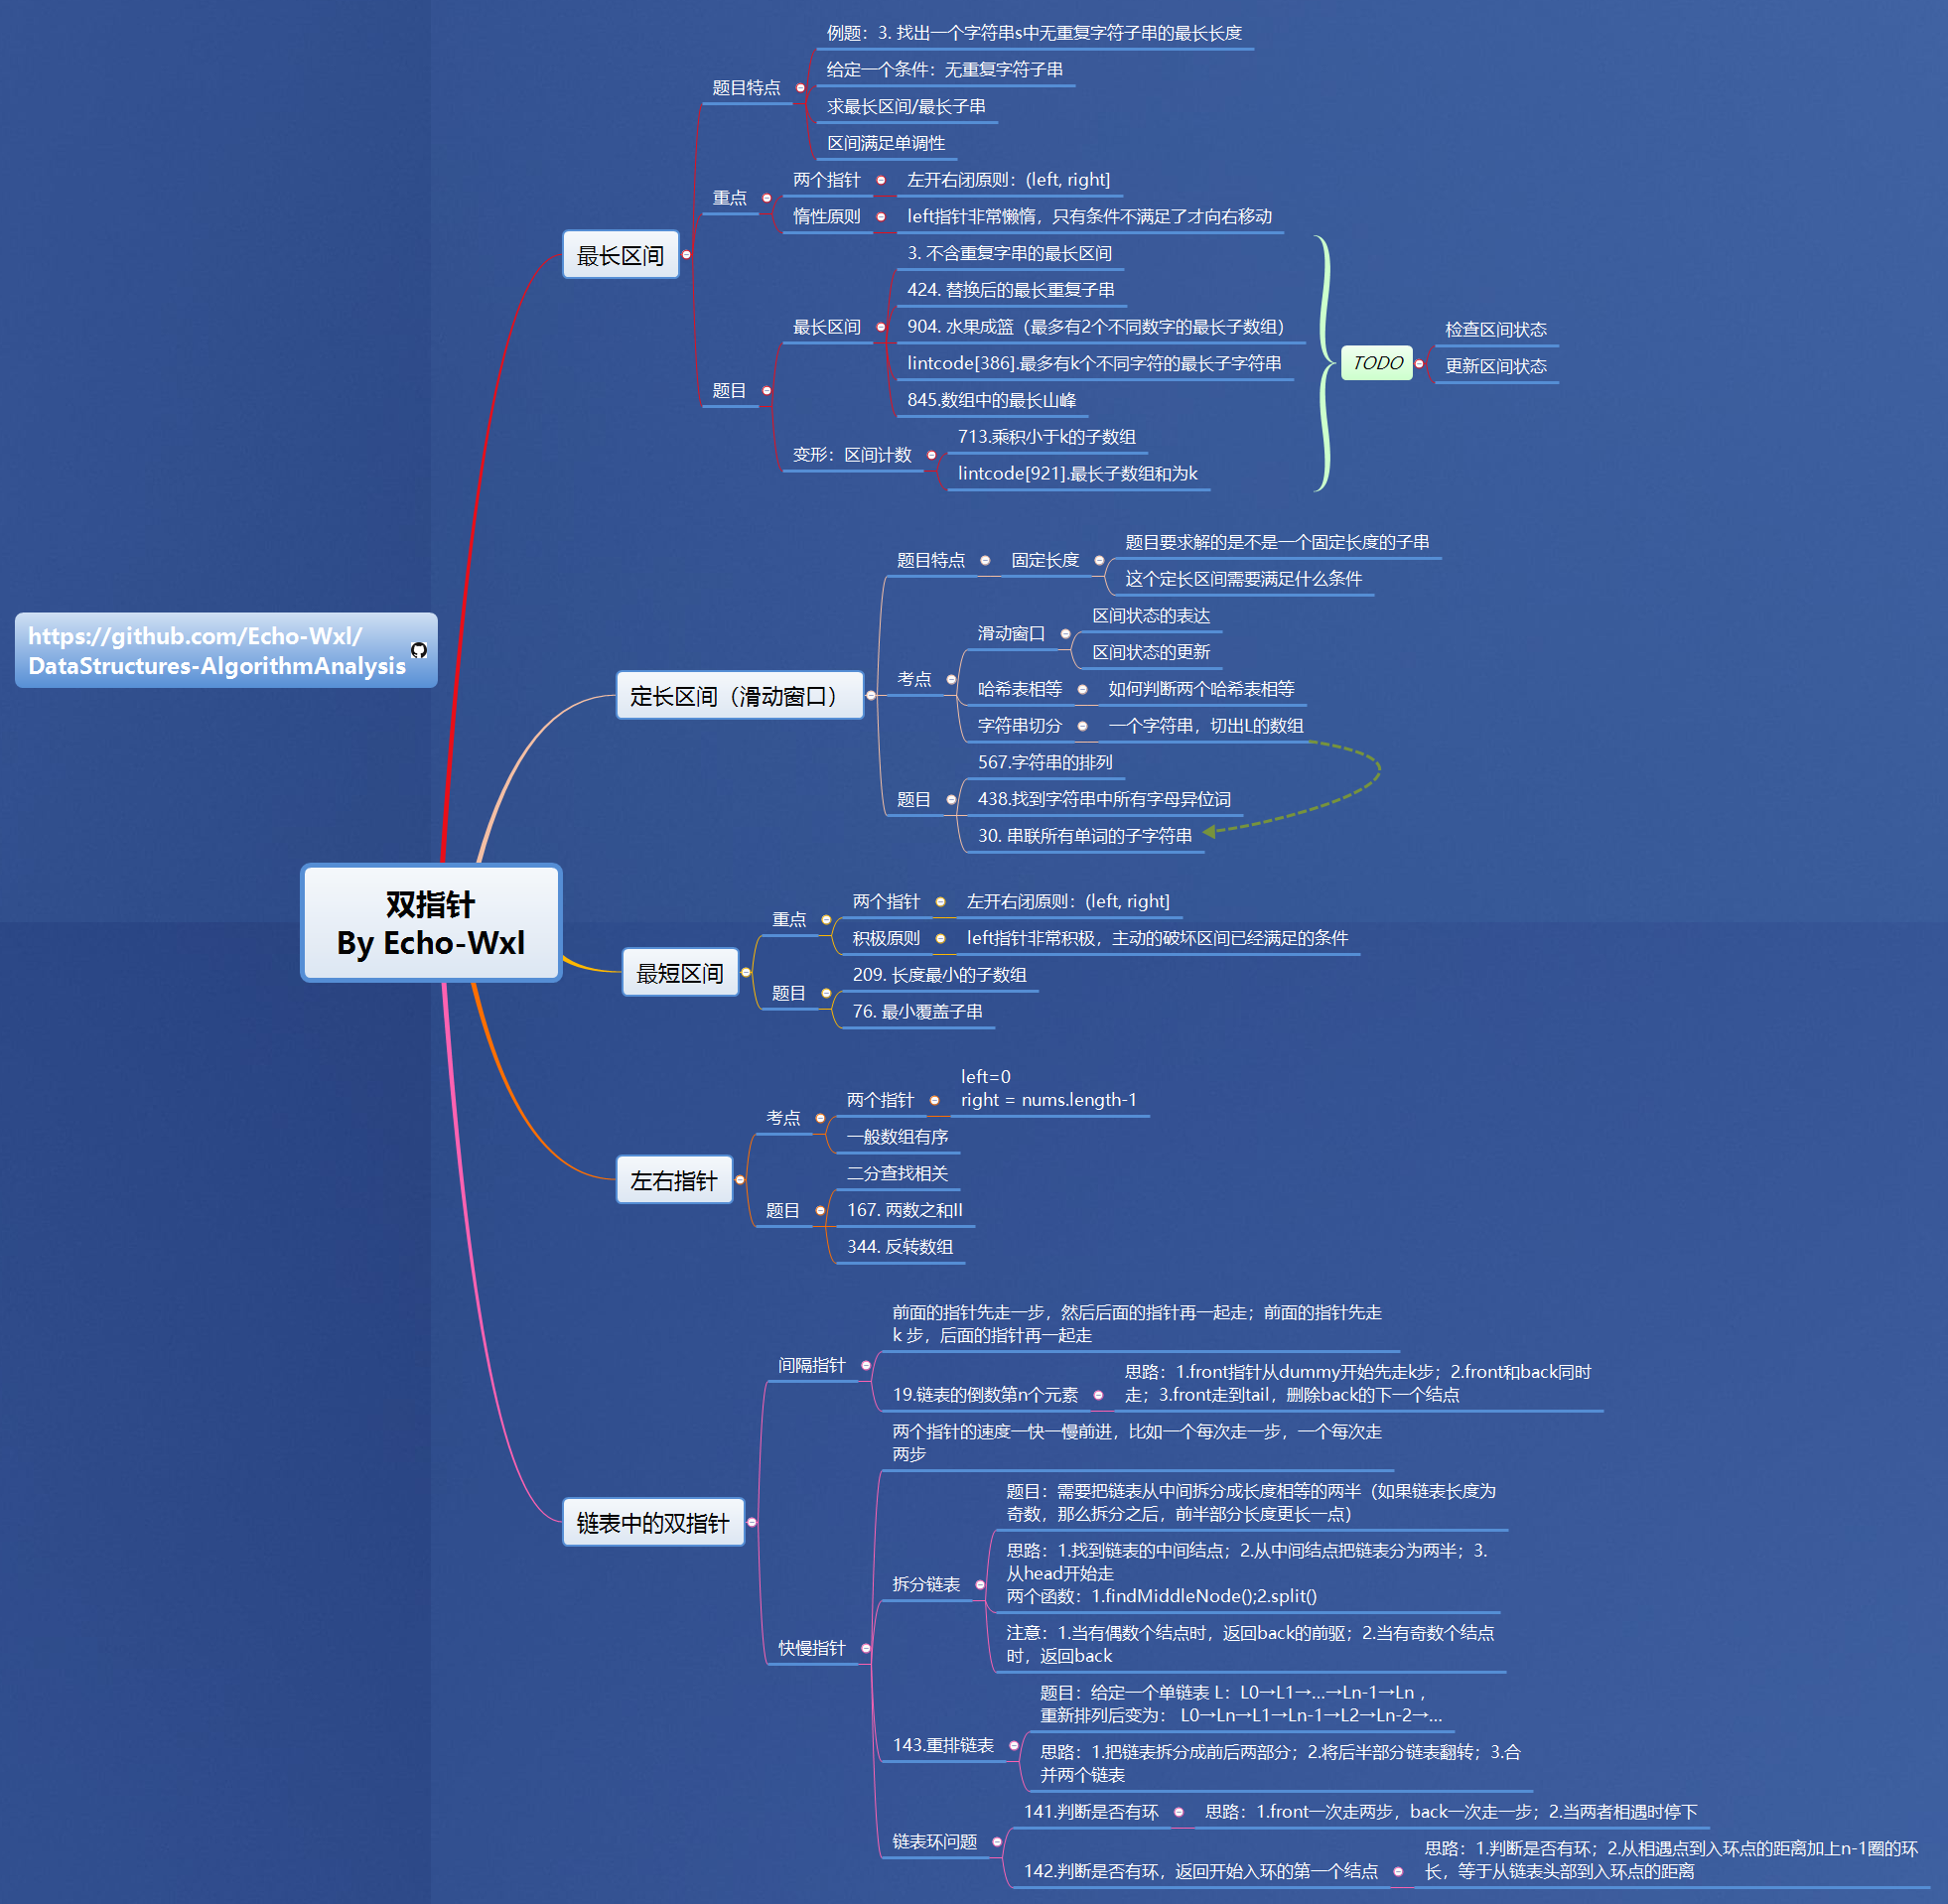 例题：3. 找出一个字符串s中无重复字符子串的最长长度
给定一个条件：无重复字符子串
题目特点
求最长区间/最长子串
区间满足单调性
两个指针
左开右闭原则：(left, right]
重点
惰性原则
left指针非常懒惰，只有条件不满足了才向右移动
最长区间
3. 不含重复字串的最长区间
424. 替换后的最长重复子串
最长区间
904. 水果成篮（最多有2个不同数字的最长子数组）
lintcode[386].最多有k个不同字符的最长子字符串
题目
845.数组中的最长山峰
713.乘积小于k的子数组
变形：区间计数
lintcode[921].最长子数组和为k
TODO
检查区间状态
更新区间状态
题目要求解的是不是一个固定长度的子串
题目特点
固定长度
这个定长区间需要满足什么条件
区间状态的表达
滑动窗口
区间状态的更新
https://github.com/Echo-Wxl/
DataStructures-AlgorithmAnalysis
考点
哈希表相等
如何判断两个哈希表相等
定长区间（滑动窗口）
字符串切分
一个字符串，切出L的数组
567.字符串的排列
题目
438.找到字符串中所有字母异位词
30. 串联所有单词的子字符串
双指针
By Echo-Wxl
两个指针
左开右闭原则：(left, right]
重点
积极原则
left指针非常积极，主动的破坏区间已经满足的条件
最短区间
209. 长度最小的子数组
题目
76. 最小覆盖子串
left=0
right = nums.length-1
两个指针
考点
一般数组有序
左右指针
二分查找相关
题目
167. 两数之和II
344. 反转数组
前面的指针先走一步，然后后面的指针再一起走；前面的指针先走
k 步，后面的指针再一起走
间隔指针
19.链表的倒数第n个元素
思路：1.front指针从dummy开始先走k步；2.front和back同时
走；3.front走到tail，删除back的下一个结点
两个指针的速度一快一慢前进，比如一个每次走一步，一个每次走
两步
链表中的双指针
题目：需要把链表从中间拆分成长度相等的两半（如果链表长度为
奇数，那么拆分之后，前半部分长度更长一点）
拆分链表
思路：1.找到链表的中间结点；2.从中间结点把链表分为两半；3.
从head开始走
两个函数：1.findMiddleNode();2.split()
注意：1.当有偶数个结点时，返回back的前驱；2.当有奇数个结点
时，返回back
快慢指针
题目：给定一个单链表 L：L0→L1→…→Ln-1→Ln ，
重新排列后变为： L0→Ln→L1→Ln-1→L2→Ln-2→…
143.重排链表
思路：1.把链表拆分成前后两部分；2.将后半部分链表翻转；3.合
并两个链表
141.判断是否有环
思路：1.front一次走两步，back一次走一步；2.当两者相遇时停下
链表环问题
142.判断是否有环，返回开始入环的第一个结点
思路：1.判断是否有环；2.从相遇点到入环点的距离加上n-1圈的环
长，等于从链表头部到入环点的距离